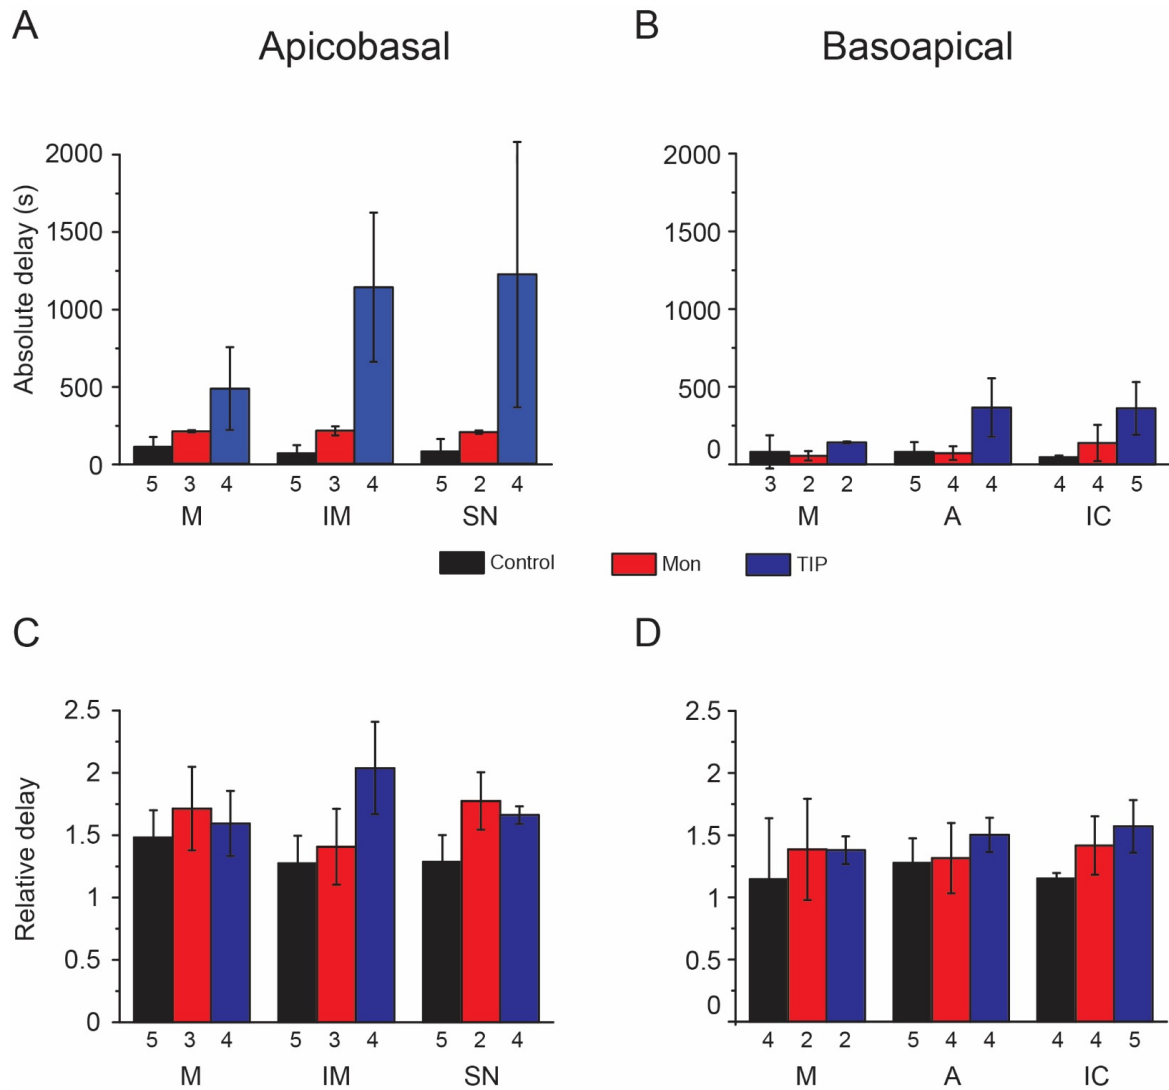 A
Apicobasal
B
Basoapical
Absolute delay (s)
2000
1500
1000
500
0
5 3 4 5 3 4 5 2 4
M IM SN
2000
1500
1000
500
0
3 2 2 5 4 4 4 4 5
M A IC
Control Mon TIP
C
D
Relative delay
2.5
2
1.5
1
0.5
0
5 3 4 5 3 4 5 2 4
M IM SN
2.5
2
1.5
1
0.5
0
4 2 2 5 4 4 4 4 5
M A IC